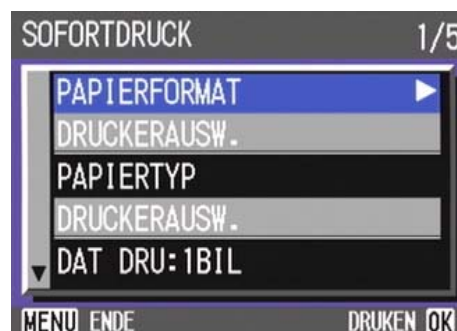 SOFORTDRUCK 1/5
PAPIERFORMAT
DRUCKERAUSW.
PAPIERTYP
DRUCKERAUSW.
DAT DRU:1BIL
MENU ENDE DRUKEN OK